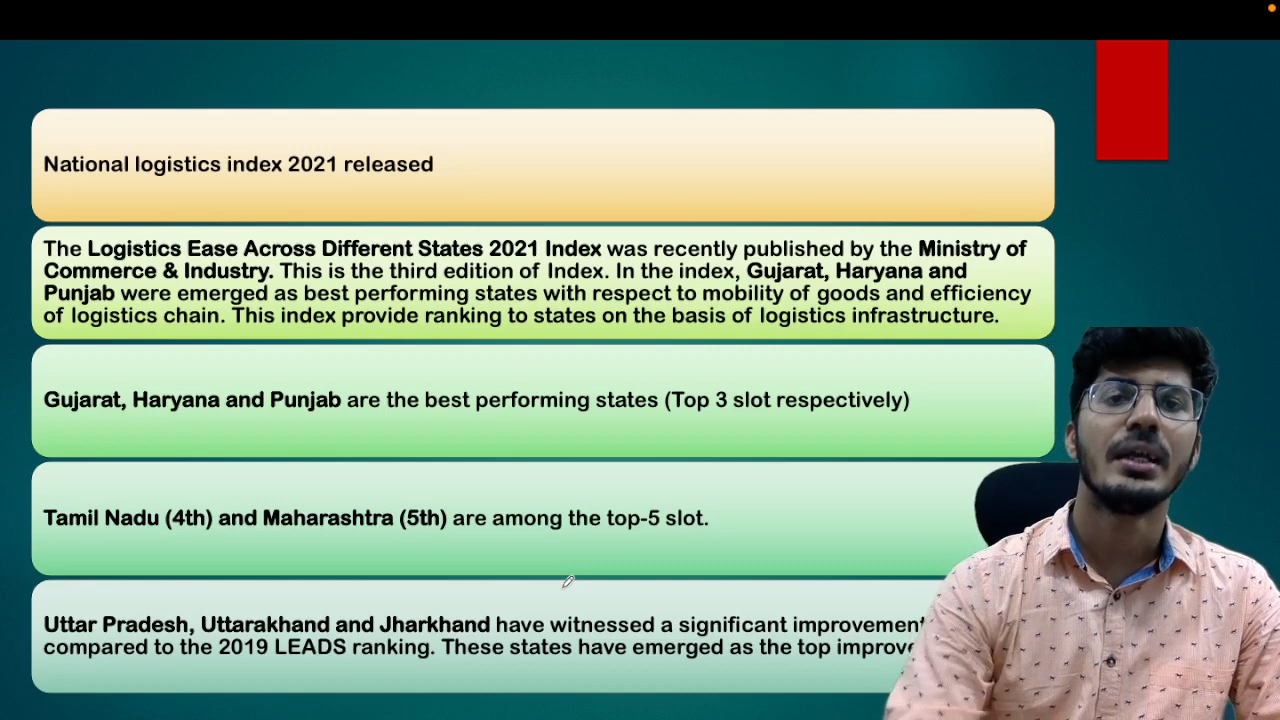 National logistics index 2021 released
The Logistics Ease Across Different States 2021 Index was recently published by the Ministry of
Commerce & Industry. This is the third edition of Index. In the index, Gujarat, Haryana and
Punjab were emerged as best performing states with respect to mobility of goods and efficiency
of logistics chain. This index provide ranking to states on the basis of logistics infrastructure.
Gujarat, Haryana and Punjab are the best performing states (Top 3 slot respectively)
Tamil Nadu (4th) and Maharashtra (5th) are among the top-5 slot.
Uttar Pradesh, Uttarakhand and Jharkhand have witnessed a significant improvement
compared to the 2019 LEADS ranking. These states have emerged as the top